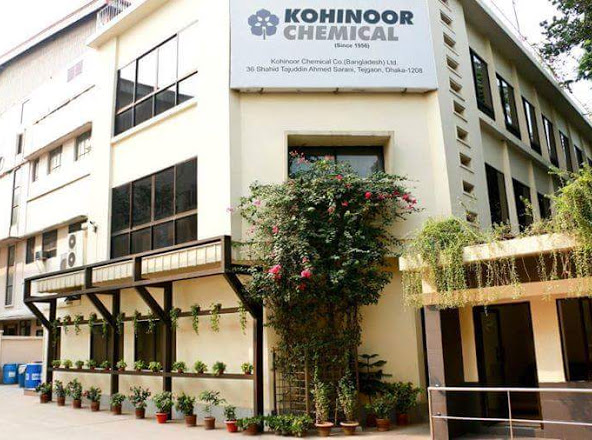 KOHINOOR
CHEMICAL
(Since 1956)
Kohinoor Chemical Co.(Bangladesh) Ltd.
36 Shahid Tajuddin Ahmed Sarani, Tejgaon, Dhaka-1208